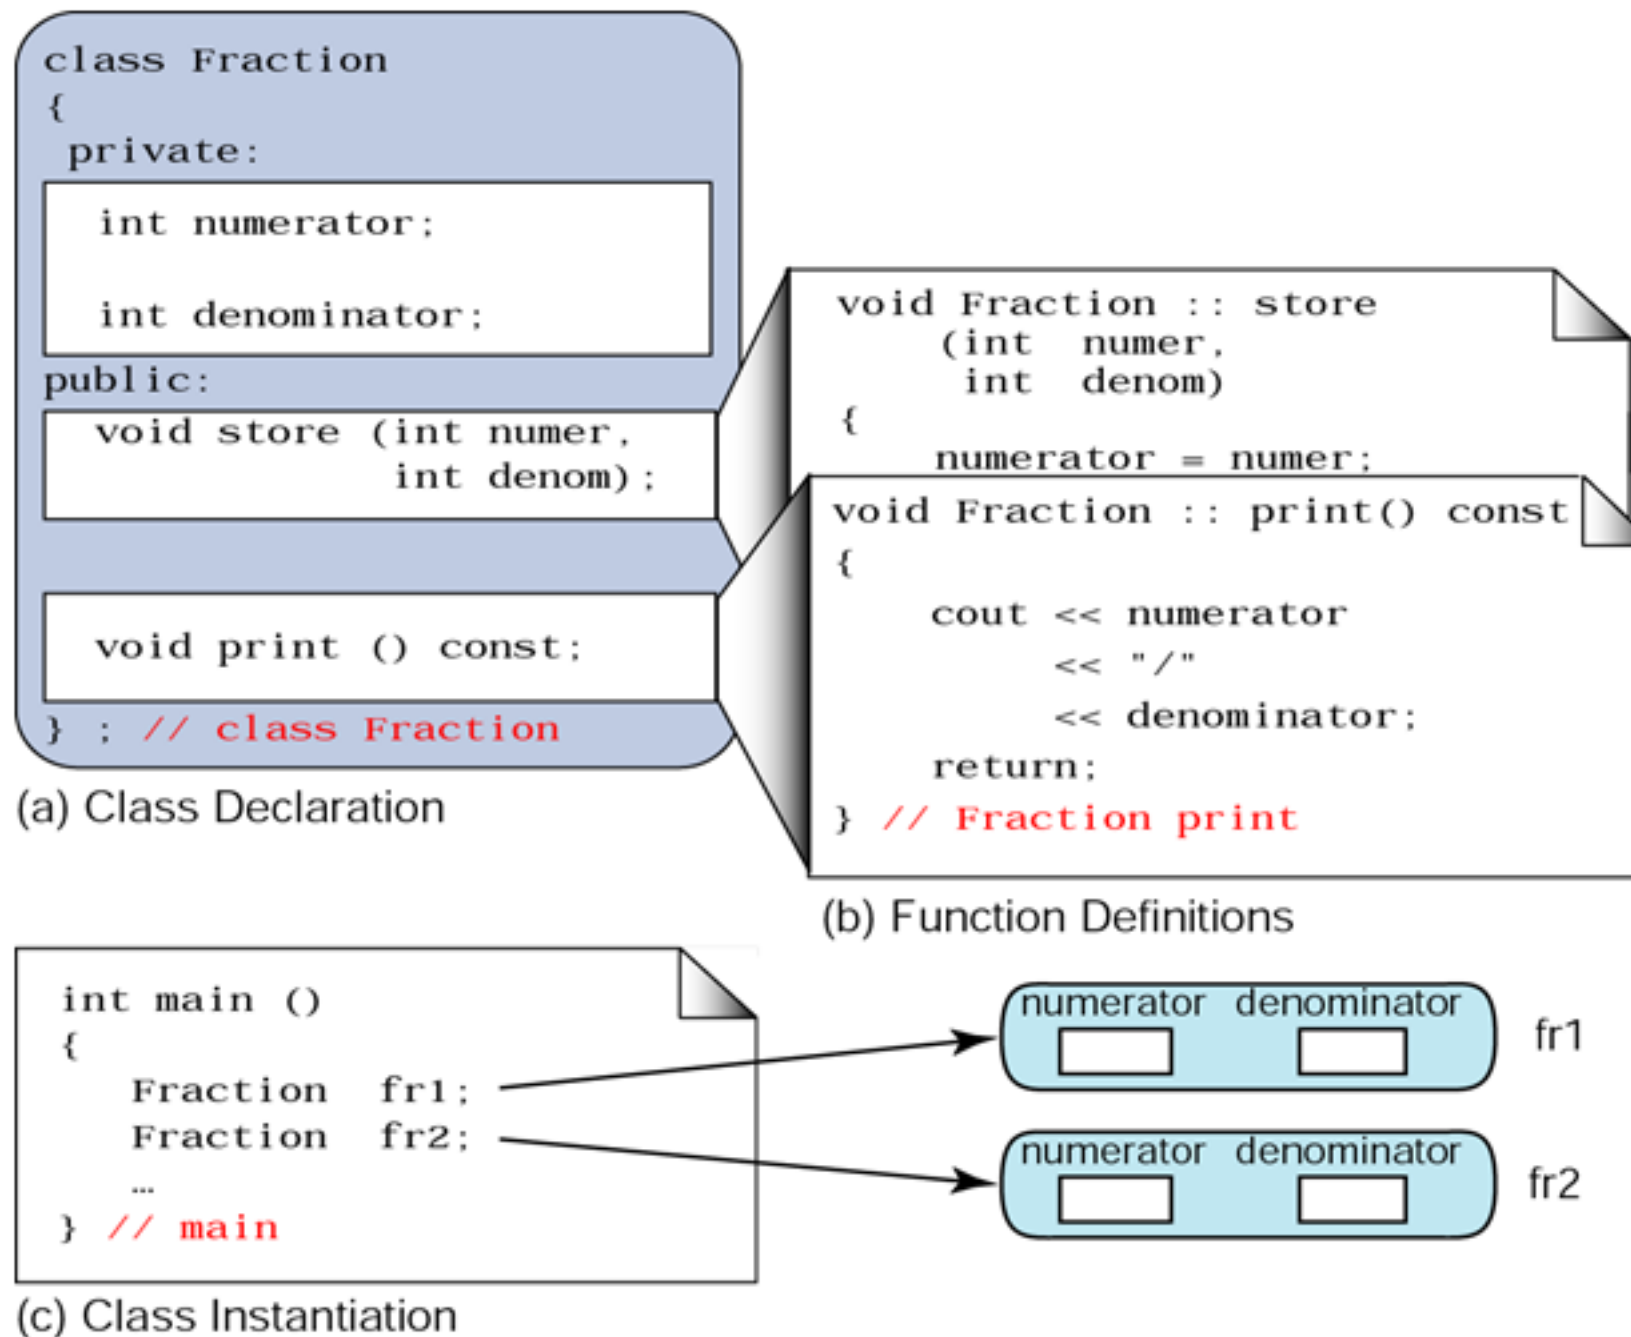 class Fraction
{
private:
int numerator;
int denominator;
public:
void store (int numer,
int denom);
void print () const;
} ; // class Fraction
(a) Class Declaration
void Fraction :: store
(int numer,
int denom)
{
numerator = numer;
void Fraction :: print() const
{
cout << numerator
<< "/"
<< denominator;
return;
} // Fraction print
(b) Function Definitions
int main ()
{
Fraction fr1;
Fraction fr2;
…
} // main
(c) Class Instantiation
numerator denominator
fr1
numerator denominator
fr2